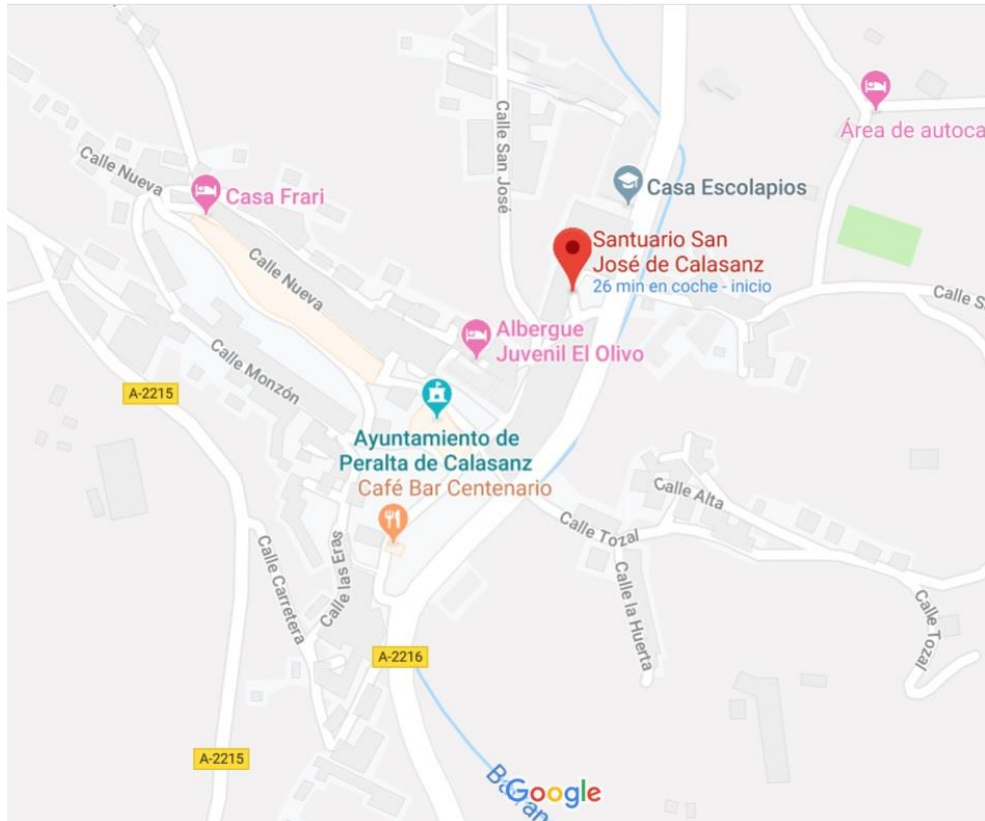 Área de autoca
Calle San José
Calle Nueva
Casa Escolapios
Casa Frari
Santuario San
José de Calasanz
26 min en coche - inicio
Calle Nueva
Calle S
Albergue
Juvenil El Olivo
Calle Monzón
A-2215
Ayuntamiento de
Peralta de Calasanz
Café Bar Centenario
Calle Alta
Calle Tozal
Calle las Eras
Calle Carretera
Calle la Huerta
Calle Tozal
A-2216
A-2215
Google